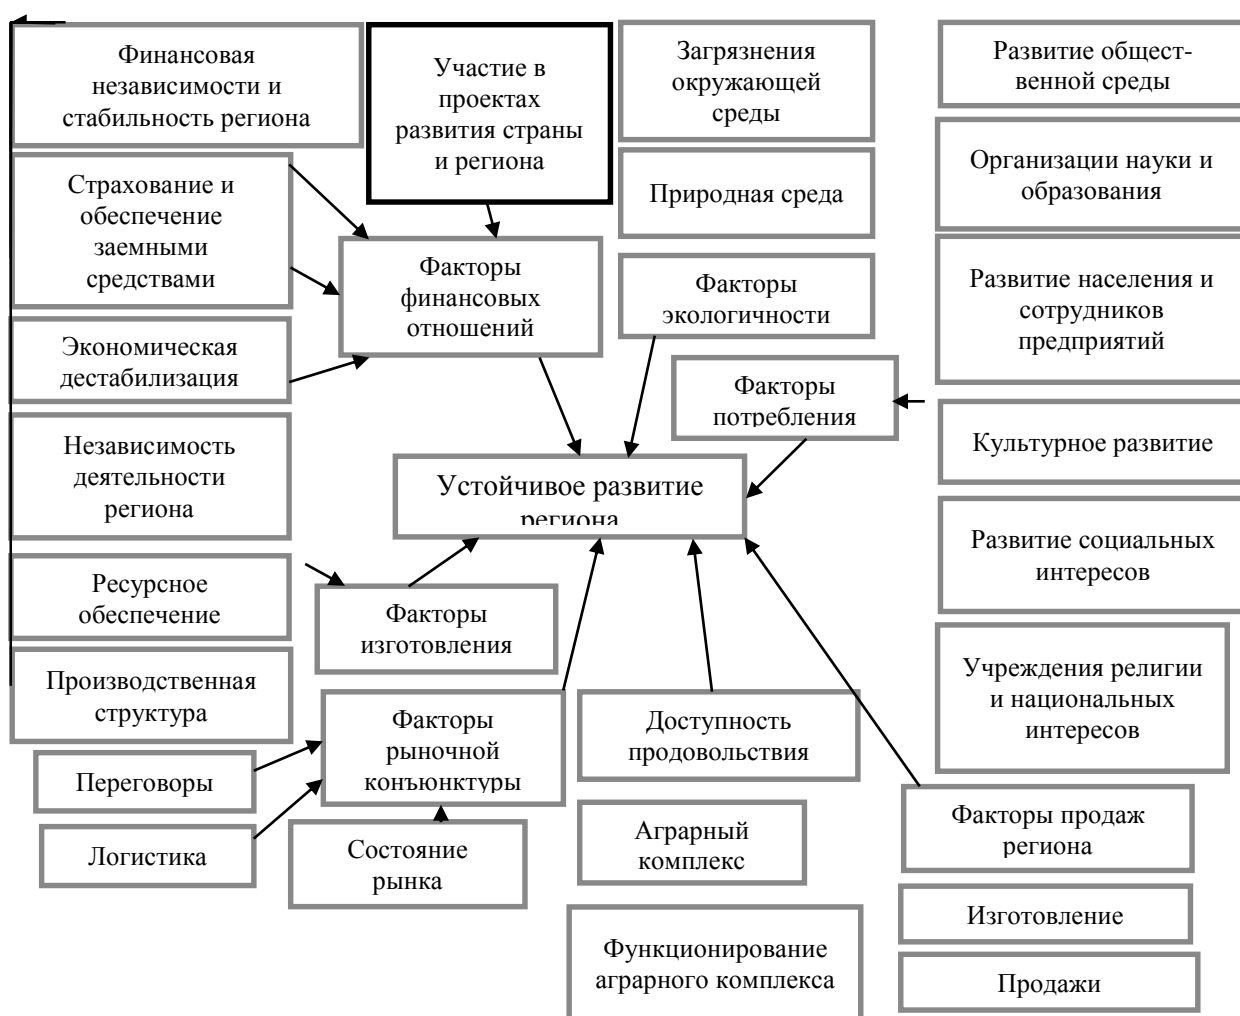 Финансовая
независимости и
стабильность региона
Участие в
проектах
развития страны
и региона
Загрязнения
окружающей
среды
Развитие общест-
венной среды
Страхование и
обеспечение
заемными
средствами
Природная среда
Организации науки и
образования
Факторы
финансовых
отношений
Факторы
экологичности
Развитие населения и
сотрудников
предприятий
Экономическая
дестабилизация
Факторы
потребления
Независимость
деятельности
региона
Культурное развитие
Устойчивое развитие
региона
Развитие социальных
интересов
Ресурсное
обеспечение
Факторы
изготовления
Учреждения религии
и национальных
интересов
Производственная
структура
Факторы
рыночной
конъюнктуры
Доступность
продовольствия
Переговоры
Факторы продаж
региона
Логистика
Состояние
рынка
Аграрный
комплекс
Изготовление
Функционирование
аграрного комплекса
Продажи